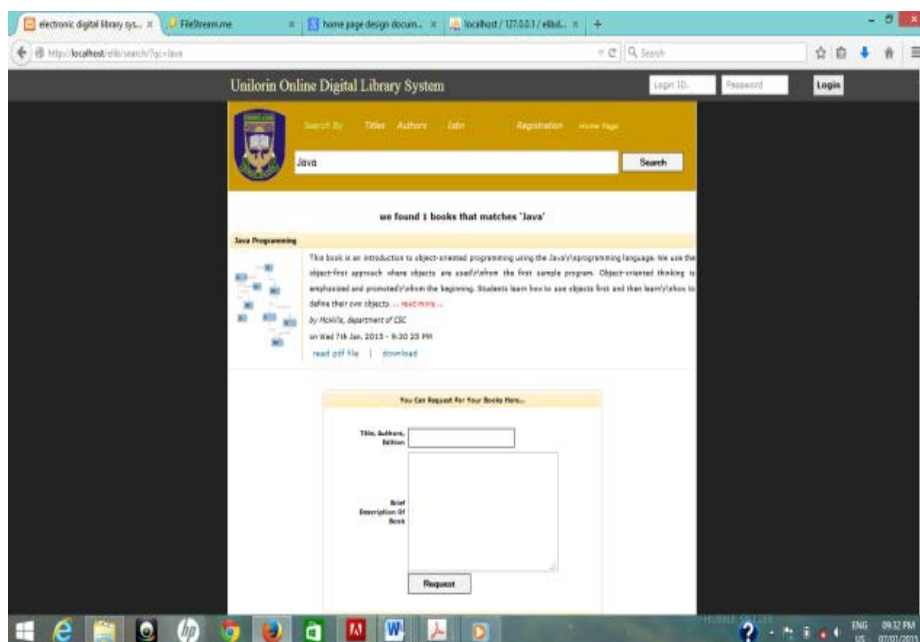 electronic digital library sys...
FileStream.me
home page design docum...
localhost / 127.0.0.1 / elibd...
http://localhost/elib/search/?qc=Java
Search
Unilorin Online Digital Library System
Login ID.
Password
Login
Search By Titles Authors Isbn Registration Home Page
Java
Search
we found 1 books that matches 'Java'
Java Programming
This book is an introduction to object-oriented programming using the Java\r\nprogramming language. We use the
object-first approach where objects are used\r\nfrom the first sample program. Object-oriented thinking is
emphasized and promoted\r\nfrom the beginning. Students learn how to use objects first and then learn\r\nhow to
define their own objects. ... read more ...
by McWills, department of CSC
on Wed 7th Jan, 2015 - 9:30 25 PM
read pdf file | download
You Can Request For Your Books Here...
Title, Authors,
Edition
Brief
Description Of
Book
Request
ENG 09:32 PM
US 07/01/2015